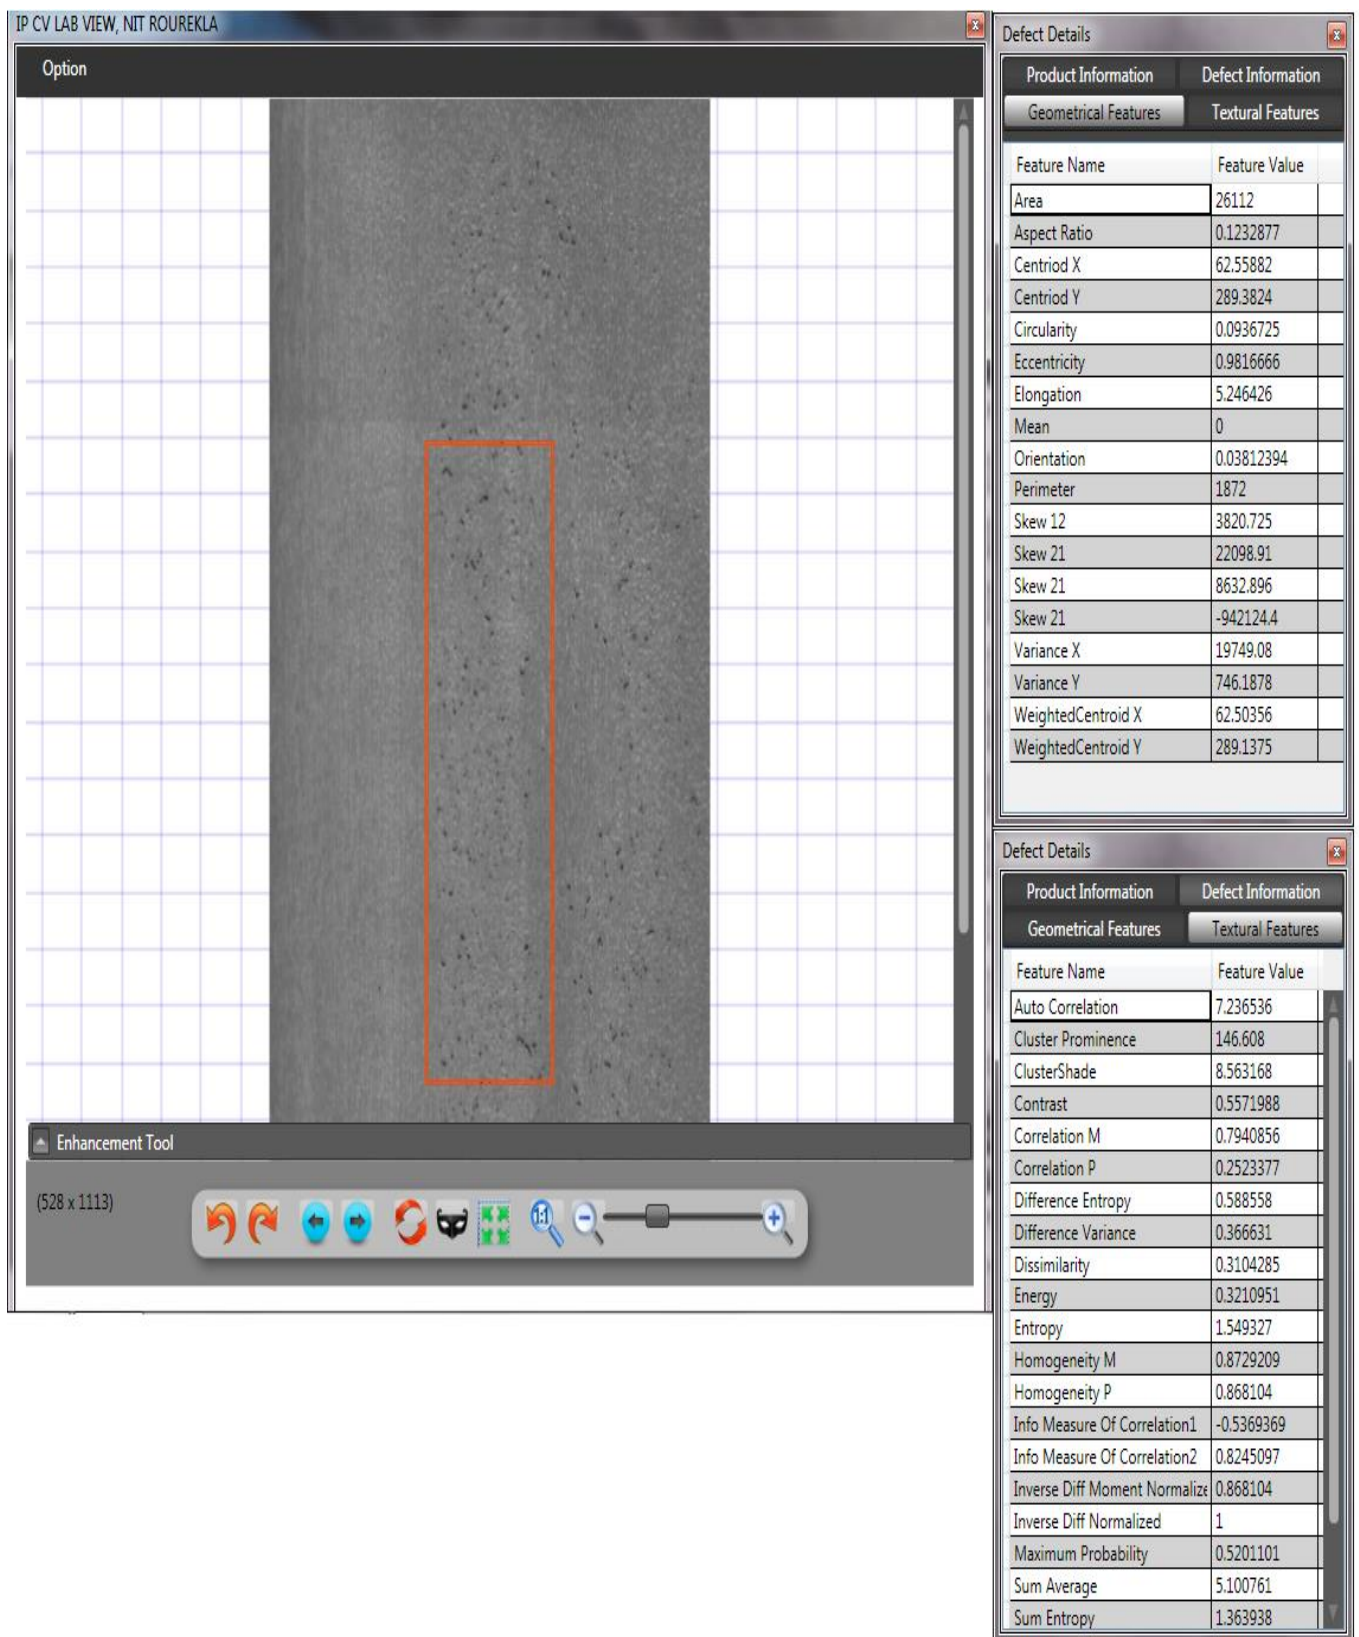 IP CV LAB VIEW, NIT ROUREKLA
Option
Enhancement Tool
(528 x 1113)
1:1
Defect Details
Product Information Defect Information
Geometrical Features Textural Features
Feature Name Feature Value
Area 26112
Aspect Ratio 0.1232877
Centriod X 62.55882
Centriod Y 289.3824
Circularity 0.0936725
Eccentricity 0.9816666
Elongation 5.246426
Mean 0
Orientation 0.03812394
Perimeter 1872
Skew 12 3820.725
Skew 21 22098.91
Skew 21 8632.896
Skew 21 -942124.4
Variance X 19749.08
Variance Y 746.1878
WeightedCentroid X 62.50356
WeightedCentroid Y 289.1375
Defect Details
Product Information Defect Information
Geometrical Features Textural Features
Feature Name Feature Value
Auto Correlation 7.236536
Cluster Prominence 146.608
ClusterShade 8.563168
Contrast 0.5571988
Correlation M 0.7940856
Correlation P 0.2523377
Difference Entropy 0.588558
Difference Variance 0.366631
Dissimilarity 0.3104285
Energy 0.3210951
Entropy 1.549327
Homogeneity M 0.8729209
Homogeneity P 0.868104
Info Measure Of Correlation1 -0.5369369
Info Measure Of Correlation2 0.8245097
Inverse Diff Moment Normalize 0.868104
Inverse Diff Normalized 1
Maximum Probability 0.5201101
Sum Average 5.100761
Sum Entropy 1.363938